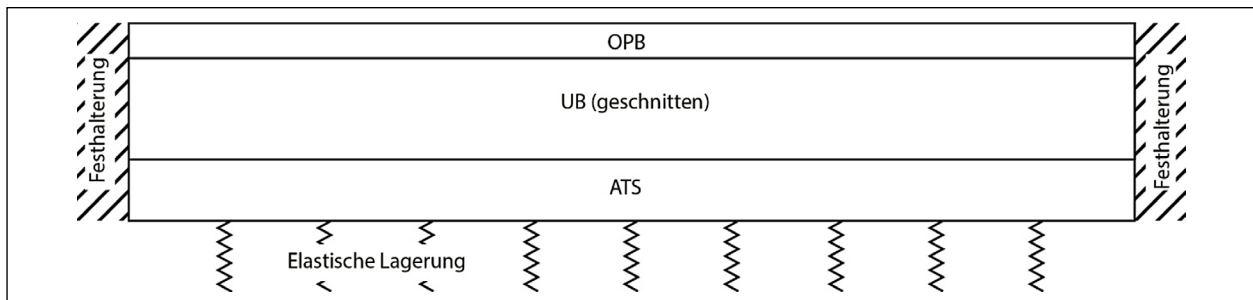 OPB
UB (geschnitten)
ATS
Festhalterung
Festhalterung
Elastische Lagerung